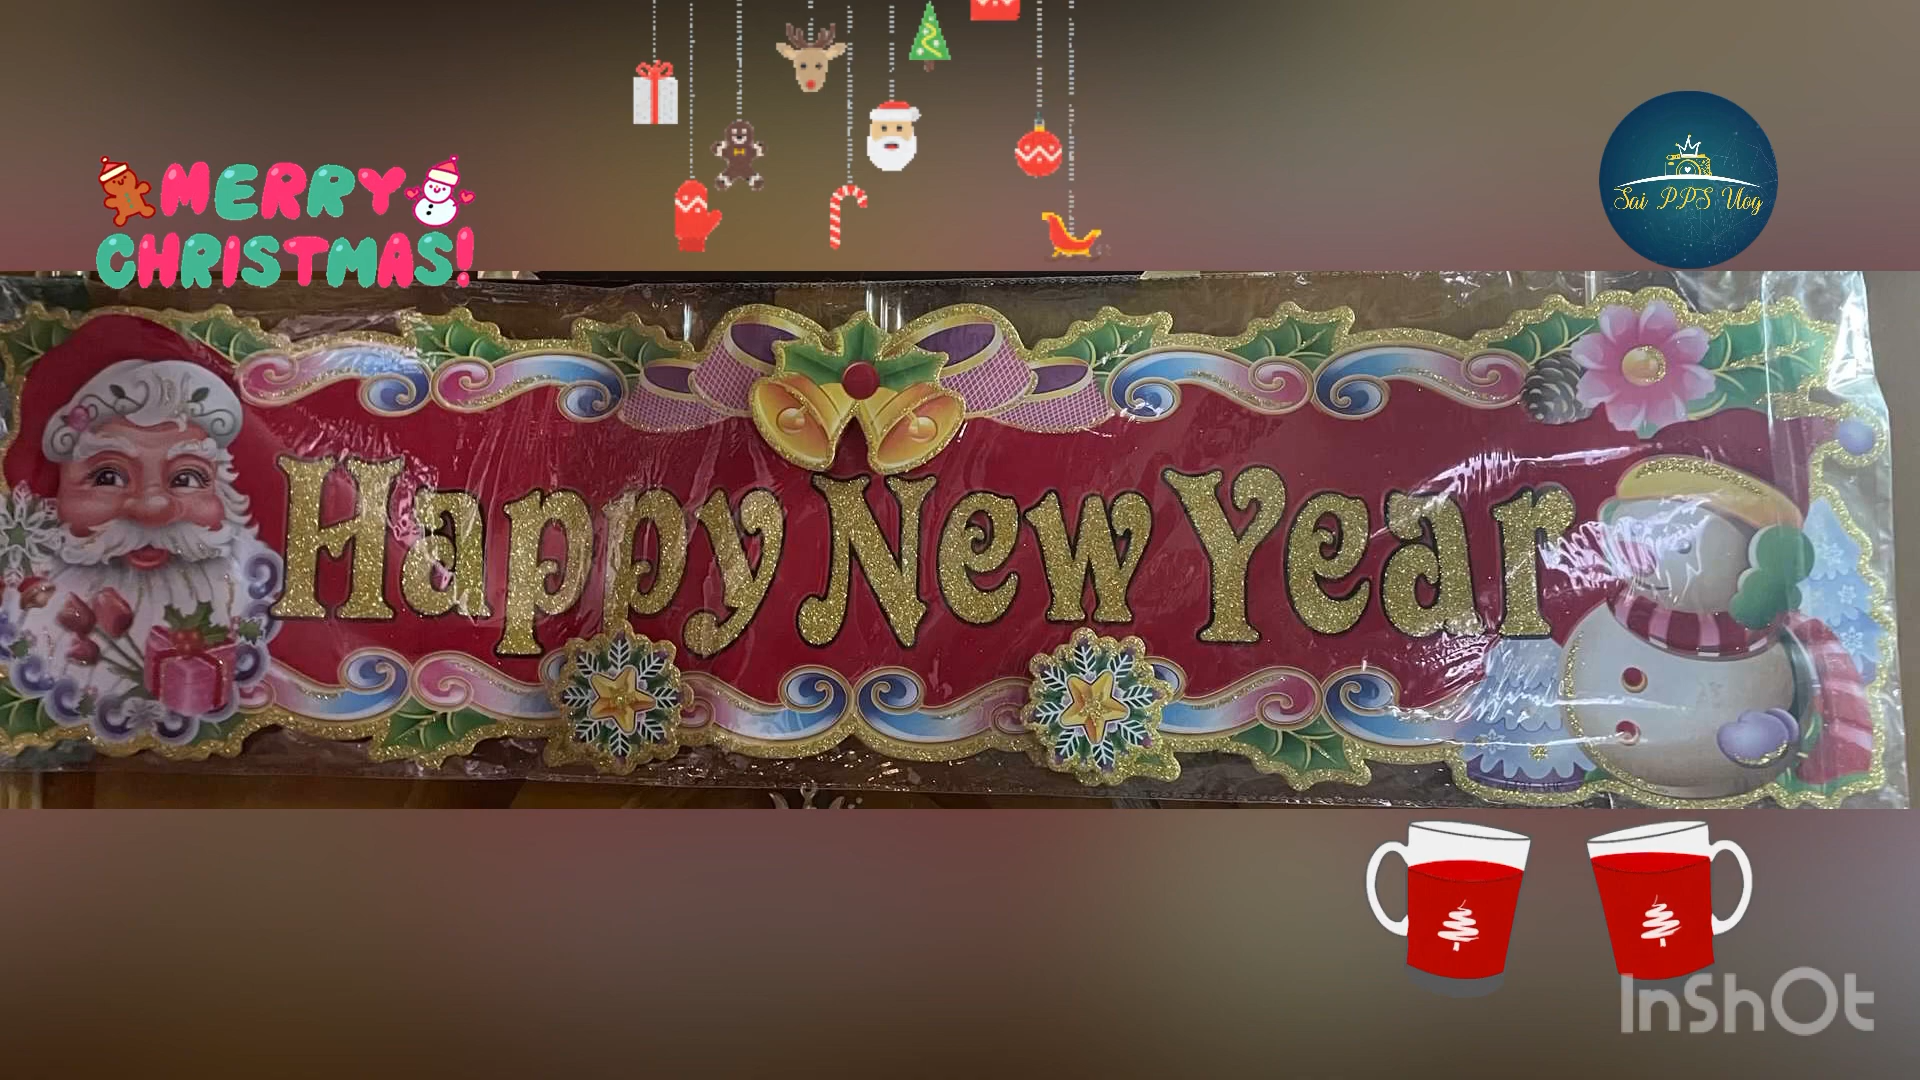 MERRY
CHRISTMAS!
Sai PPS Vlog
Happy New Year
InShOt